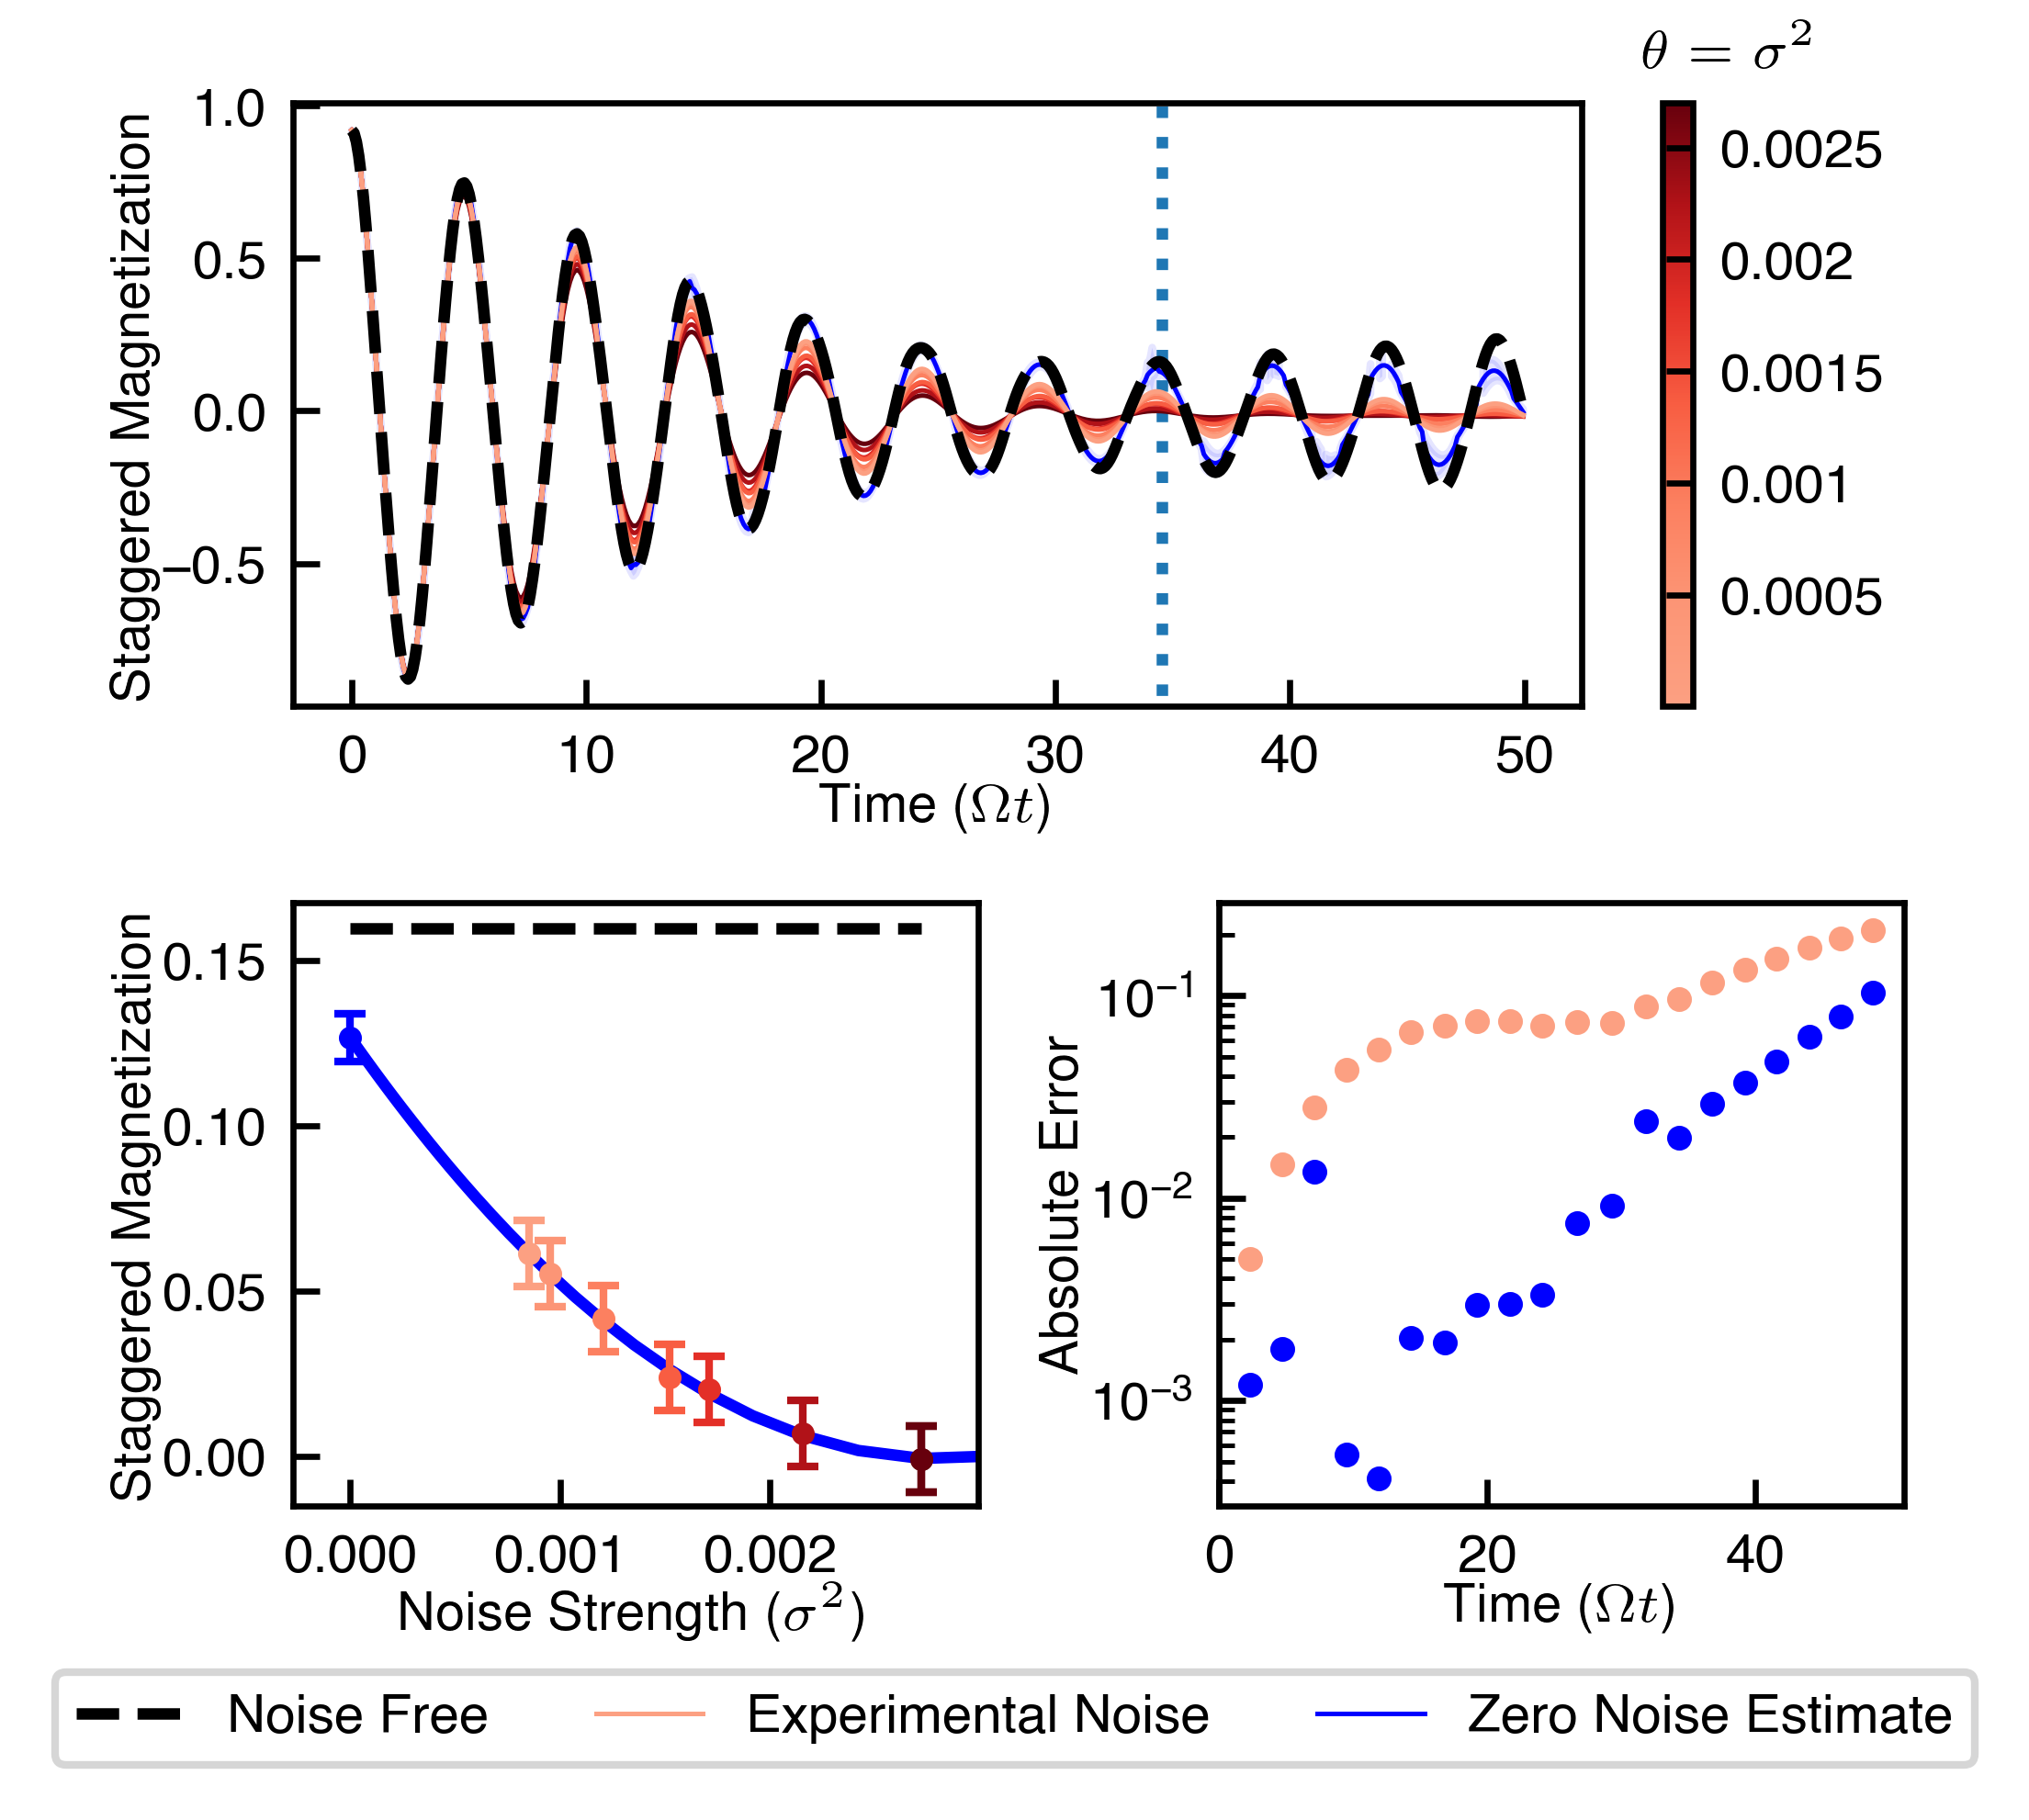 θ = σ²
Staggered Magnetization
1.0
0.5
0.0
−0.5
0
10
20
30
40
50
Time (Ωt)
0.0025
0.002
0.0015
0.001
0.0005
Staggered Magnetization
0.15
0.10
0.05
0.00
0.000
0.001
0.002
Noise Strength (σ²)
Absolute Error
10⁻¹
10⁻²
10⁻³
0
20
40
Time (Ωt)
Noise Free
Experimental Noise
Zero Noise Estimate